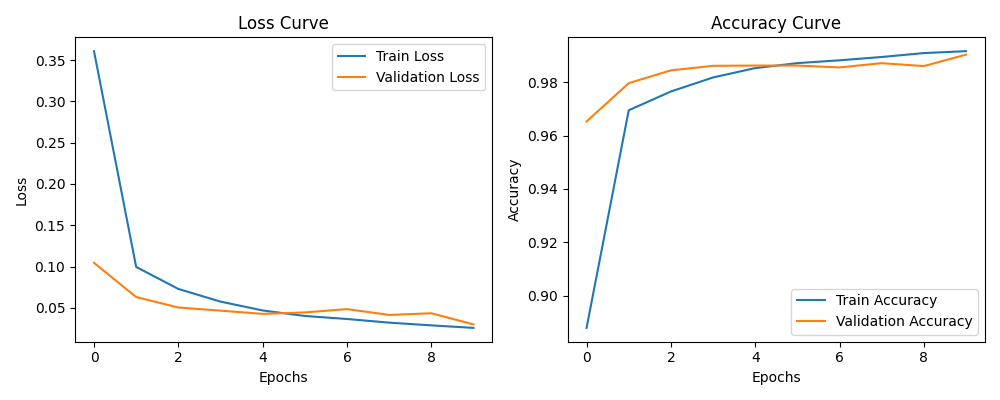 Loss Curve
Train Loss
Validation Loss
0.35
0.30
0.25
0.20
0.15
0.10
0.05
Loss
0 2 4 6 8
Epochs
Accuracy Curve
0.98
0.96
0.94
0.92
0.90
Accuracy
Train Accuracy
Validation Accuracy
0 2 4 6 8
Epochs